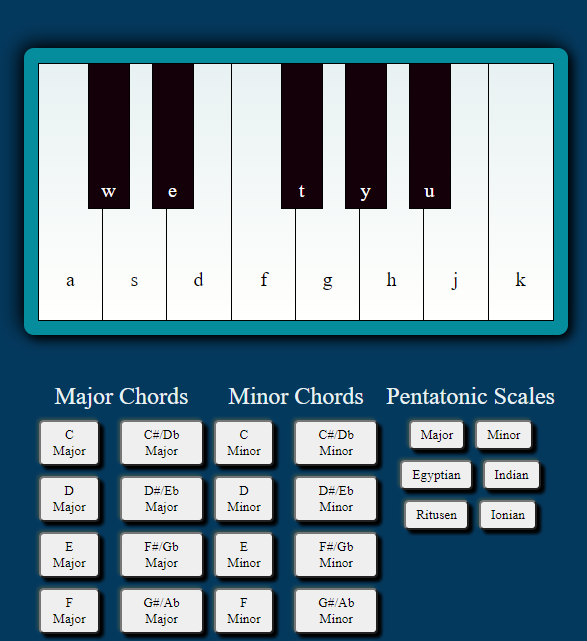 w e t y u
a s d f g h j k
Major Chords Minor Chords Pentatonic Scales
C
Major
C#/Db
Major
C
Minor
C#/Db
Minor
Major Minor
D
Major
D#/Eb
Major
D
Minor
D#/Eb
Minor
Egyptian Indian
E
Major
F#/Gb
Major
E
Minor
F#/Gb
Minor
Ritusen Ionian
F
Major
G#/Ab
Major
F
Minor
G#/Ab
Minor